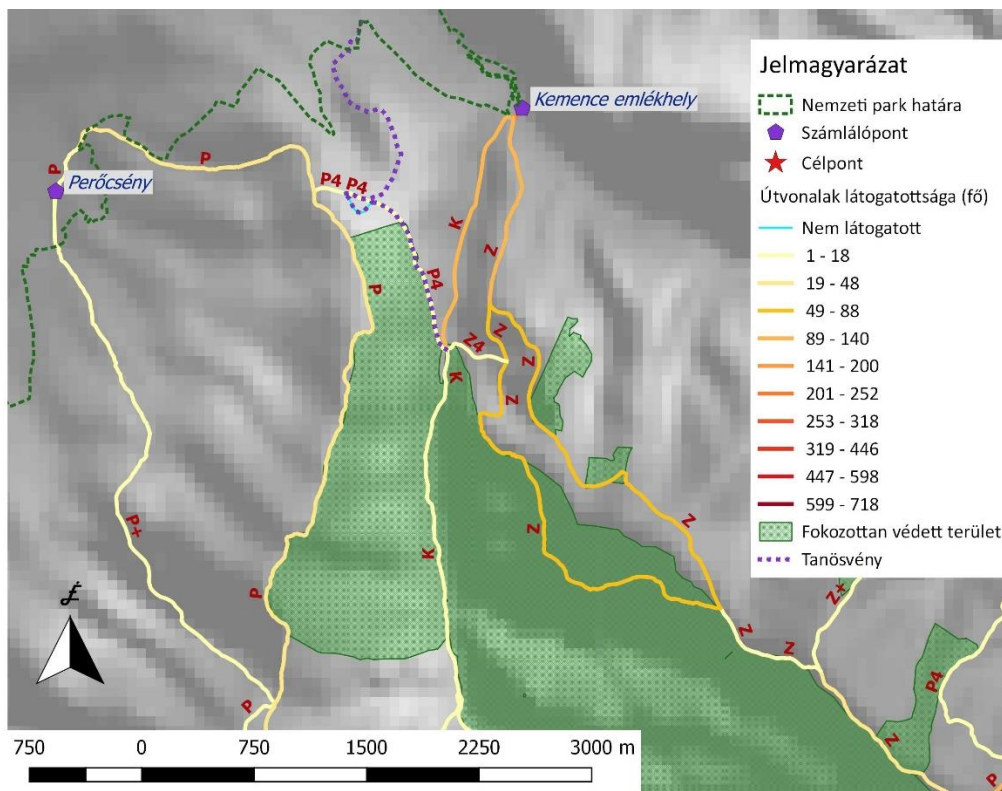 Jelmagyarázat
Nemzeti park határa
Számlálópont
Célpont
Útvonalak látogatottsága (fő)
Nem látogatott
1 - 18
19 - 48
49 - 88
89 - 140
141 - 200
201 - 252
253 - 318
319 - 446
447 - 598
599 - 718
Fokozottan védett terület
Tanösvény
Kemence emlékhely
Perőcsény
P
P
P4 P4
K
Z
P4
P
Z
Z4
Z
K
Z
P+
K
Z
Z
P
Z+
Z
Z
P4
P
Z
P
É
750 0 750 1500 2250 3000 m